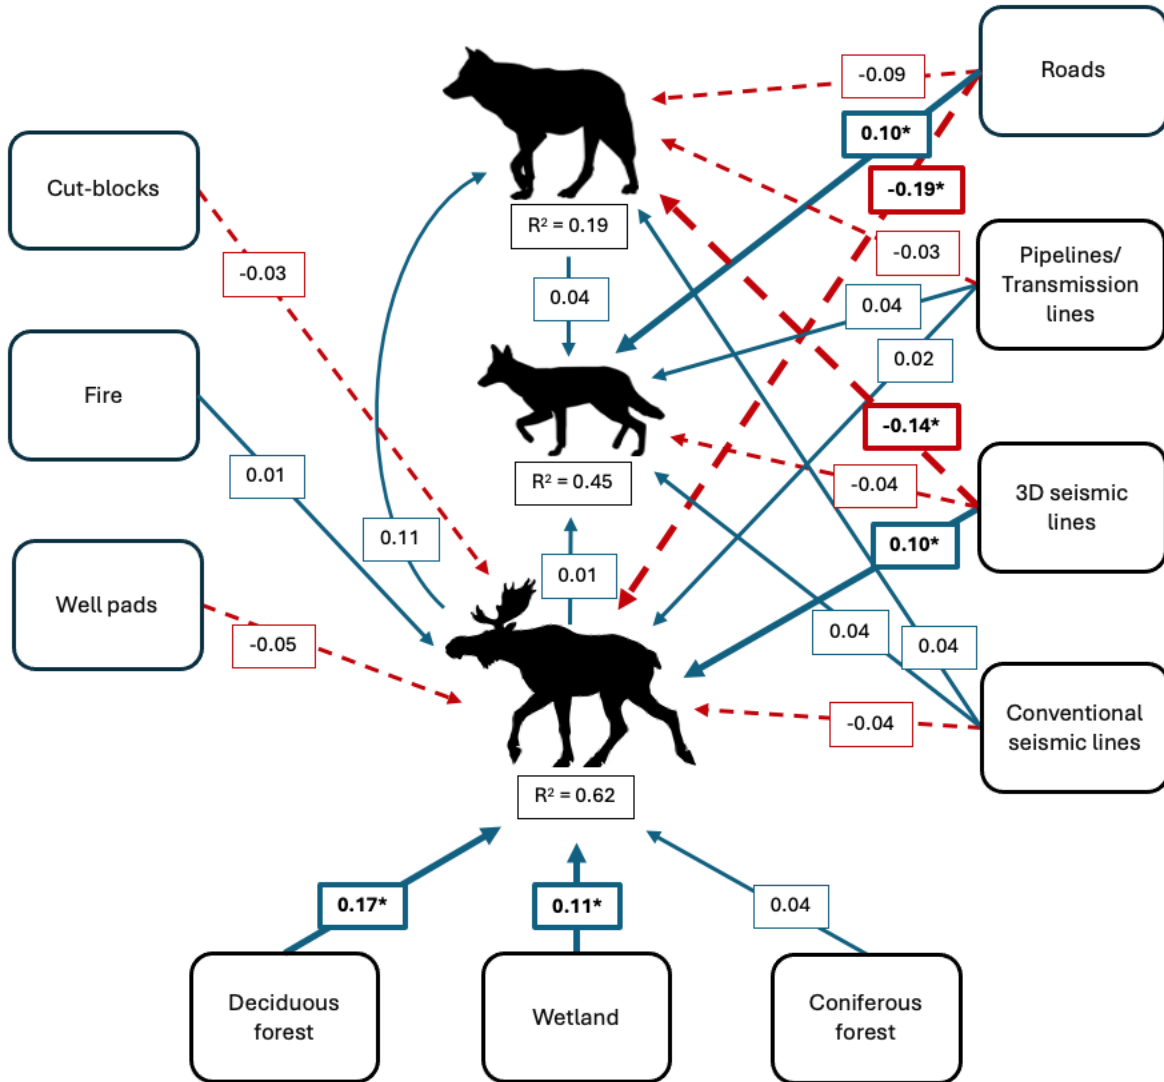 Roads
-0.09
0.10*
-0.19*
Cut-blocks
R² = 0.19
Pipelines/
Transmission
lines
-0.03
-0.03
0.04
0.04
0.02
Fire
-0.14*
0.01
R² = 0.45
-0.04
3D seismic
lines
0.11
0.10*
0.01
Well pads
-0.05
0.04
0.04
Conventional
seismic lines
-0.04
R² = 0.62
0.17*
0.11*
0.04
Deciduous
forest
Wetland
Coniferous
forest